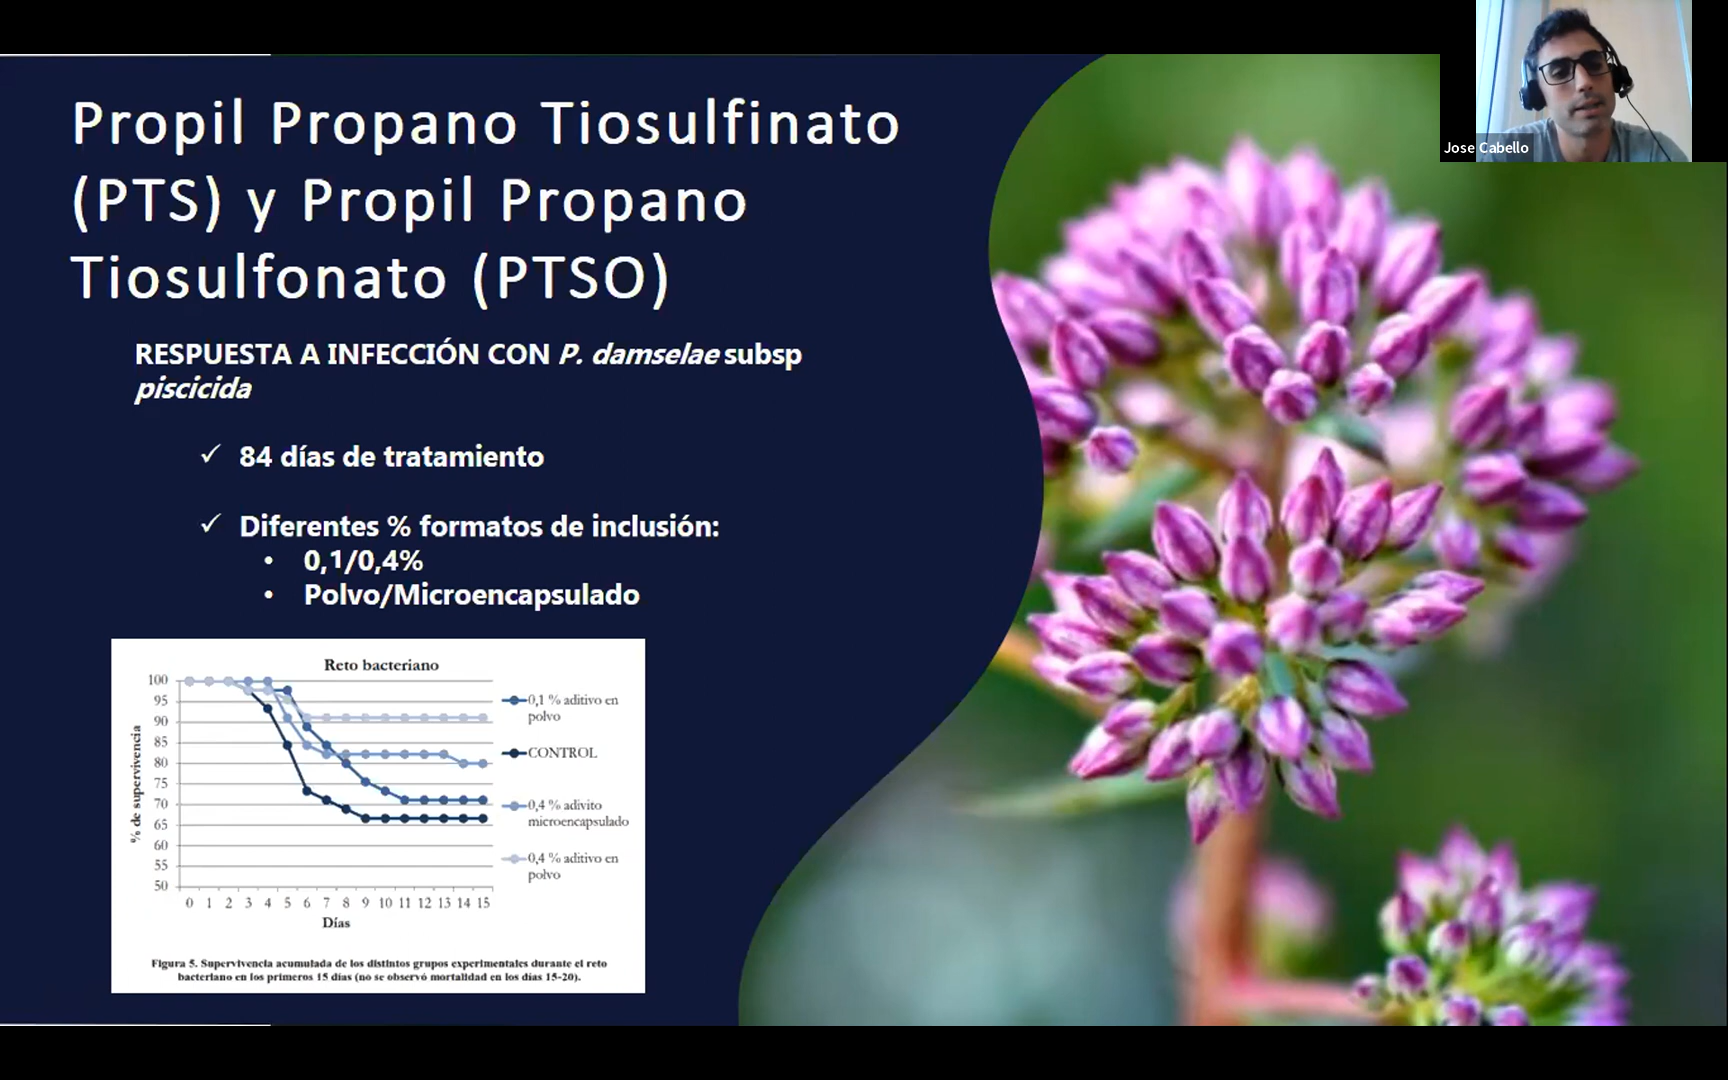 Propil Propano Tiosulfinato
(PTS) y Propil Propano
Tiosulfonato (PTSO)
Jose Cabello
RESPUESTA A INFECCIÓN CON P. damselae subsp
piscicida
✓ 84 días de tratamiento
✓ Diferentes % formatos de inclusión:
• 0,1/0,4%
• Polvo/Microencapsulado
Reto bacteriano
% de supervivencia
100
95
90
85
80
75
70
65
60
55
50
0 1 2 3 4 5 6 7 8 9 10 11 12 13 14 15
Días
0,1 % aditivo en
polvo
CONTROL
0,4 % adivito
microencapsulado
0,4 % aditivo en
polvo
Figura 5. Supervivencia acumulada de los distintos grupos experimentales durante el reto
bacteriano en los primeros 15 días (no se observó mortalidad en los días 15-20).